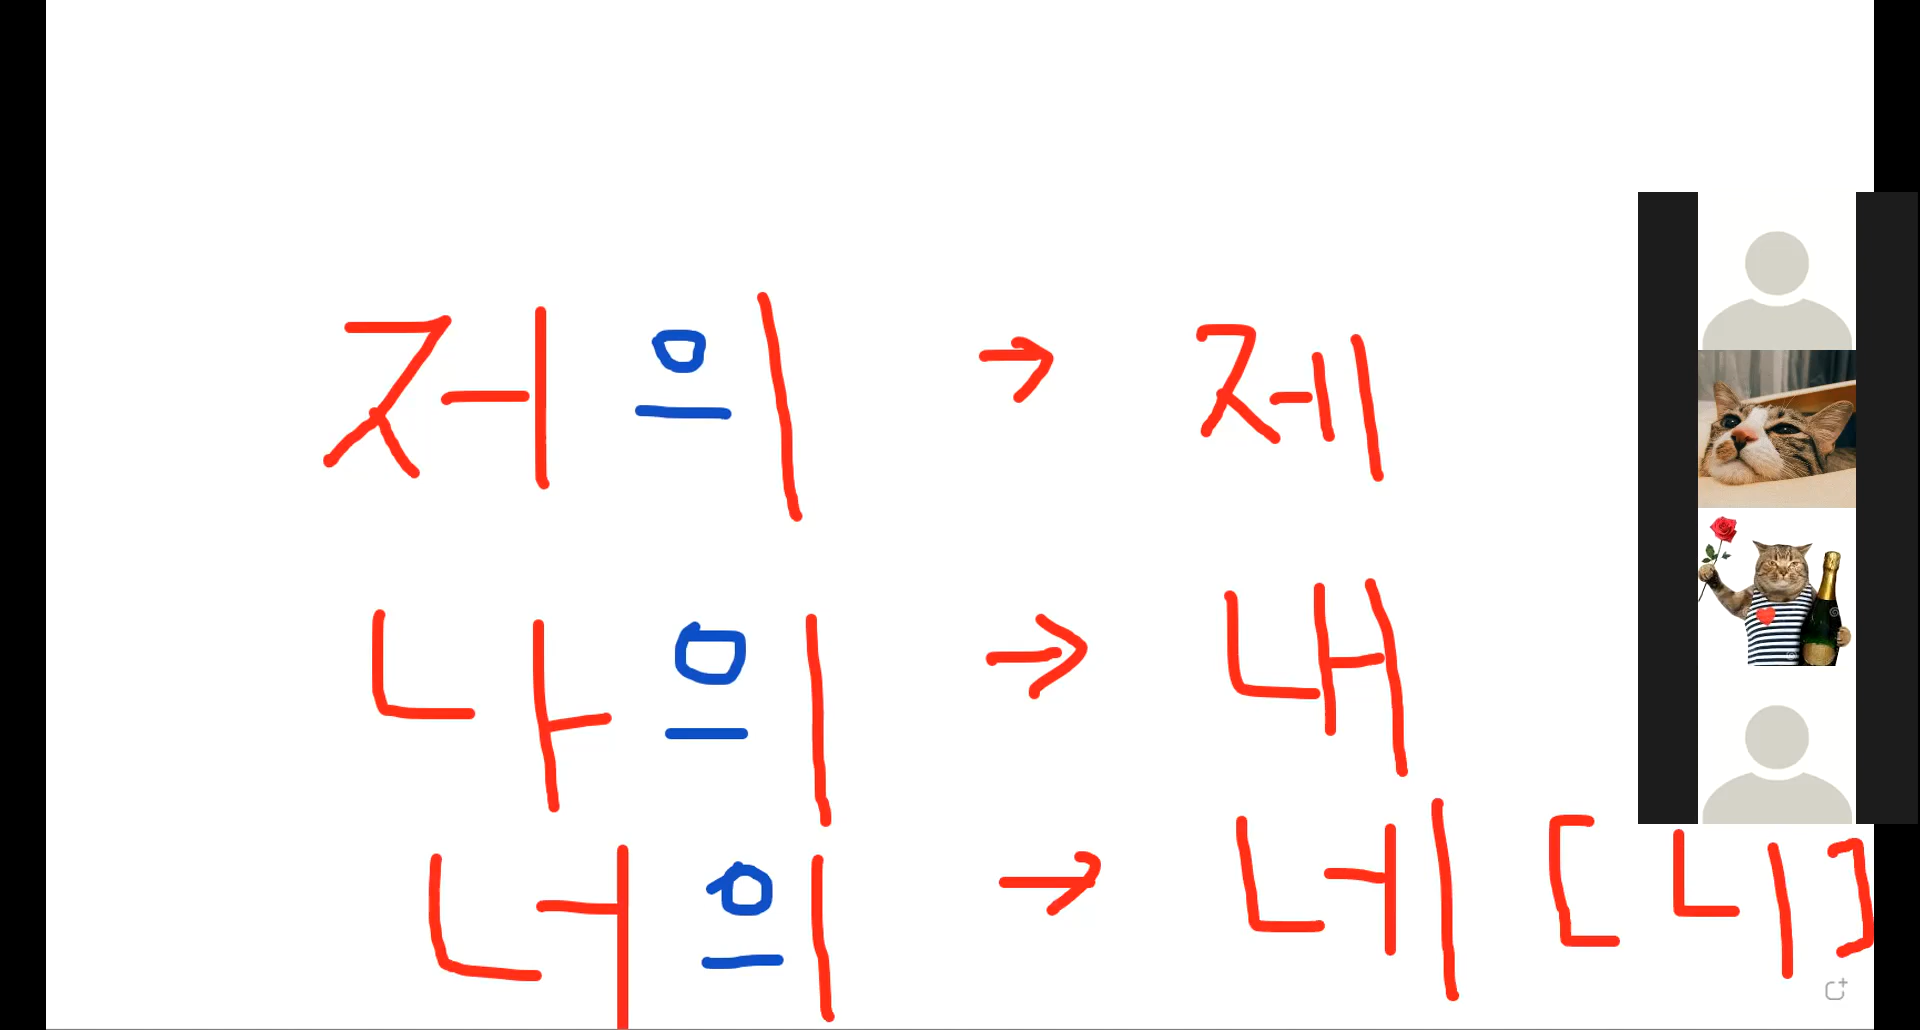 저의 → 제
나의 → 내
너의 → 네 [니]